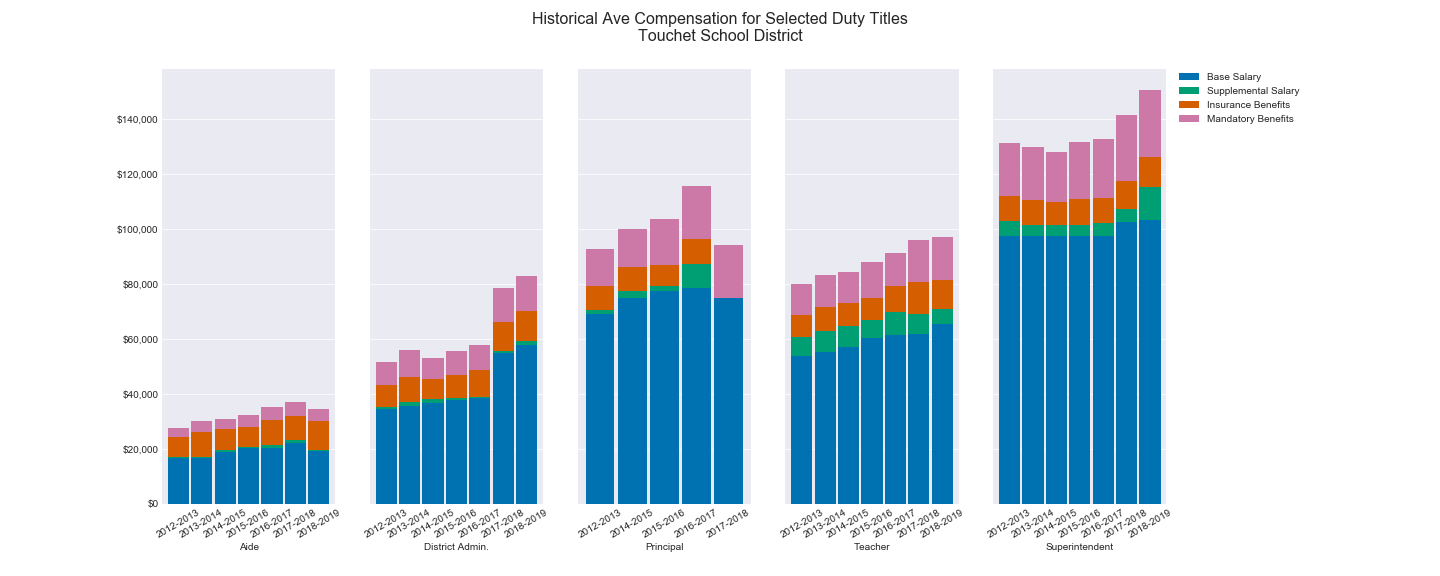 Historical Ave Compensation for Selected Duty Titles
Touchet School District
Base Salary
Supplemental Salary
Insurance Benefits
Mandatory Benefits
$140,000
$120,000
$100,000
$80,000
$60,000
$40,000
$20,000
$0
2012-2013 2013-2014 2014-2015 2015-2016 2016-2017 2017-2018 2018-2019
2012-2013 2013-2014 2014-2015 2015-2016 2016-2017 2017-2018 2018-2019
2012-2013 2014-2015 2015-2016 2016-2017 2017-2018
2012-2013 2013-2014 2014-2015 2015-2016 2016-2017 2017-2018 2018-2019
2012-2013 2013-2014 2014-2015 2015-2016 2016-2017 2017-2018 2018-2019
Aide
District Admin.
Principal
Teacher
Superintendent